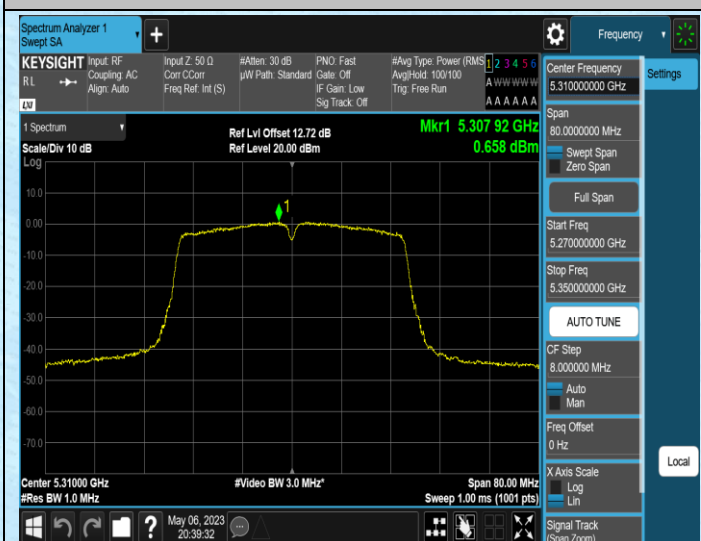 Spectrum Analyzer 1
Swept SA
Frequency
KEYSIGHT
R L
LXI
Input: RF
Coupling: AC
Align: Auto
Input Z: 50 Ω
Corr CCorr
Freq Ref: Int (S)
#Atten: 30 dB
µW Path: Standard
PNO: Fast
Gate: Off
IF Gain: Low
Sig Track: Off
#Avg Type: Power (RMS
Avg|Hold: 100/100
Trig: Free Run
1 2 3 4 5 6
A W W W W W
A A A A A A
1 Spectrum
Scale/Div 10 dB
Ref Lvl Offset 12.72 dB
Ref Level 20.00 dBm
Mkr1 5.307 92 GHz
0.658 dBm
Log
10.0
0.00
-10.0
-20.0
-30.0
-40.0
-50.0
-60.0
-70.0
1
Center 5.31000 GHz
#Res BW 1.0 MHz
#Video BW 3.0 MHz*
Span 80.00 MHz
Sweep 1.00 ms (1001 pts)
May 06, 2023
20:39:32
?
Center Frequency
5.310000000 GHz
Settings
Span
80.0000000 MHz
Swept Span
Zero Span
Full Span
Start Freq
5.270000000 GHz
Stop Freq
5.350000000 GHz
AUTO TUNE
CF Step
8.000000 MHz
Auto
Man
Freq Offset
0 Hz
X Axis Scale
Log
Lin
Local
Signal Track
(Span Zoom)